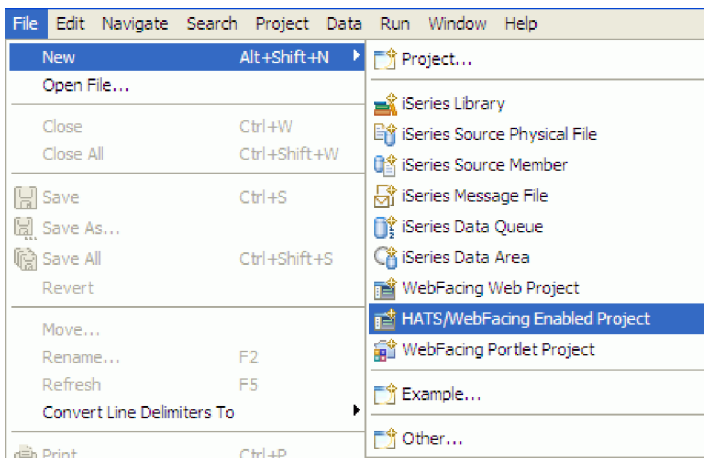 File Edit Navigate Search Project Data Run Window Help
New Alt+Shift+N
Open File...
Close Ctrl+W
Close All Ctrl+Shift+W
Save Ctrl+S
Save As...
Save All Ctrl+Shift+S
Revert
Move...
Rename... F2
Refresh F5
Convert Line Delimiters To
Print... Ctrl+P
Project...
iSeries Library
iSeries Source Physical File
iSeries Source Member
iSeries Message File
iSeries Data Queue
iSeries Data Area
WebFacing Web Project
HATS/WebFacing Enabled Project
WebFacing Portlet Project
Example...
Other...